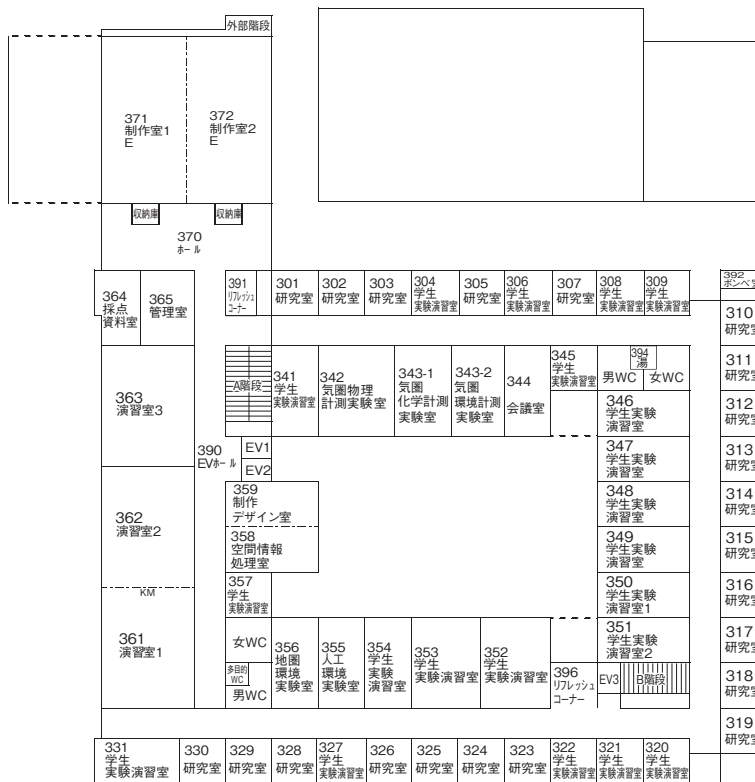 外部階段
371
制作室1
E
372
制作室2
E
収納庫
収納庫
370
ホール
364
採点
資料室
365
管理室
391
リフレッシュ
コーナー
301
研究室
302
研究室
303
研究室
304
学生
実験演習室
305
研究室
306
学生
実験演習室
307
研究室
308
学生
実験演習室
309
学生
実験演習室
392
ボンベ室
310
研究室
311
研究室
312
研究室
313
研究室
314
研究室
315
研究室
316
研究室
317
研究室
318
研究室
319
研究室
363
演習室3
A階段
341
学生
実験演習室
342
気圏物理
計測実験室
343-1
気圏
化学計測
実験室
343-2
気圏
環境計測
実験室
344
会議室
345
学生
実験演習室
394
湯
男WC
女WC
346
学生実験
演習室
347
学生実験
演習室
348
学生実験
演習室
349
学生実験
演習室
350
学生実験
演習室1
351
学生実験
演習室2
390
EVホール
EV1
EV2
359
制作
デザイン室
358
空間情報
処理室
357
学生
実験演習室
362
演習室2
KM
361
演習室1
女WC
多目的
WC
男WC
356
地圏
環境
実験室
355
人工
環境
実験室
354
学生
実験
演習室
353
学生
実験演習室
352
学生
実験演習室
396
リフレッシュ
コーナー
EV3
B階段
331
学生
実験演習室
330
研究室
329
研究室
328
研究室
327
学生
実験演習室
326
研究室
325
研究室
324
研究室
323
研究室
322
学生
実験演習室
321
学生
実験演習室
320
学生
実験演習室